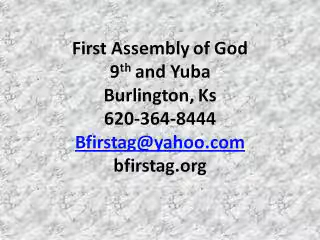 First Assembly of God
9th and Yuba
Burlington, Ks
620-364-8444
Bfirstag@yahoo.com
bfirstag.org